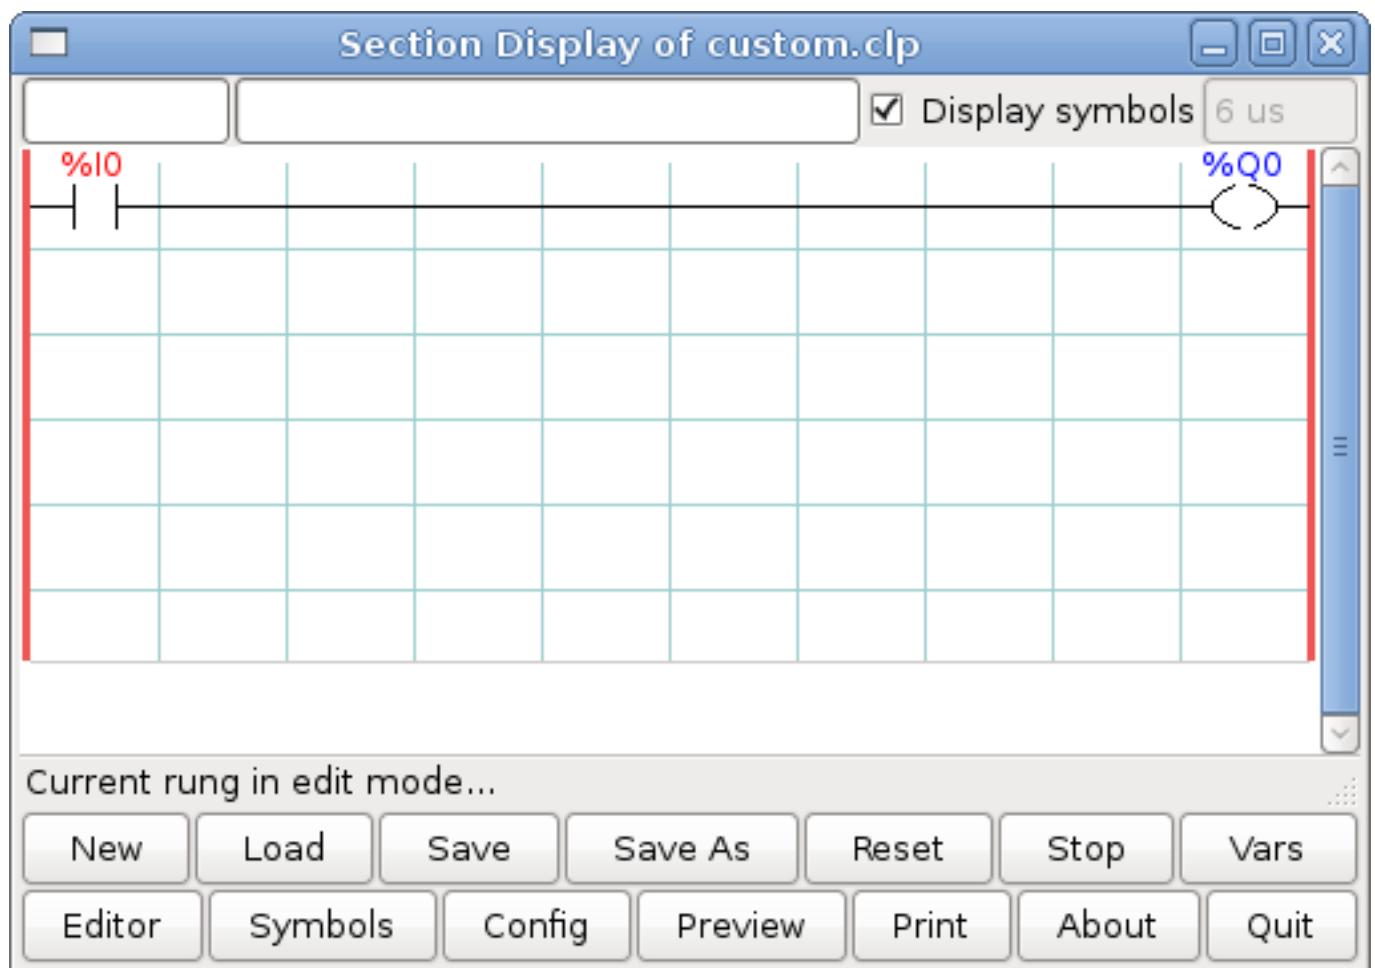 Section Display of custom.clp
Display symbols 6 us
%I0 %Q0
Current rung in edit mode...
New Load Save Save As Reset Stop Vars
Editor Symbols Config Preview Print About Quit